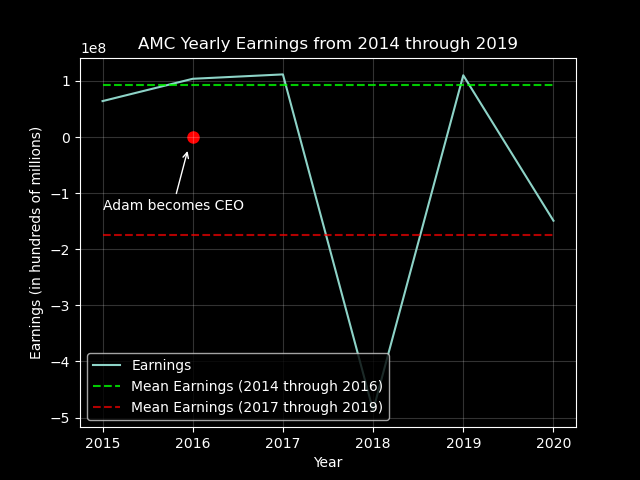 AMC Yearly Earnings from 2014 through 2019
1e8
1
0
−1
−2
−3
−4
−5
Earnings (in hundreds of millions)
Adam becomes CEO
Earnings
Mean Earnings (2014 through 2016)
Mean Earnings (2017 through 2019)
2015 2016 2017 2018 2019 2020
Year